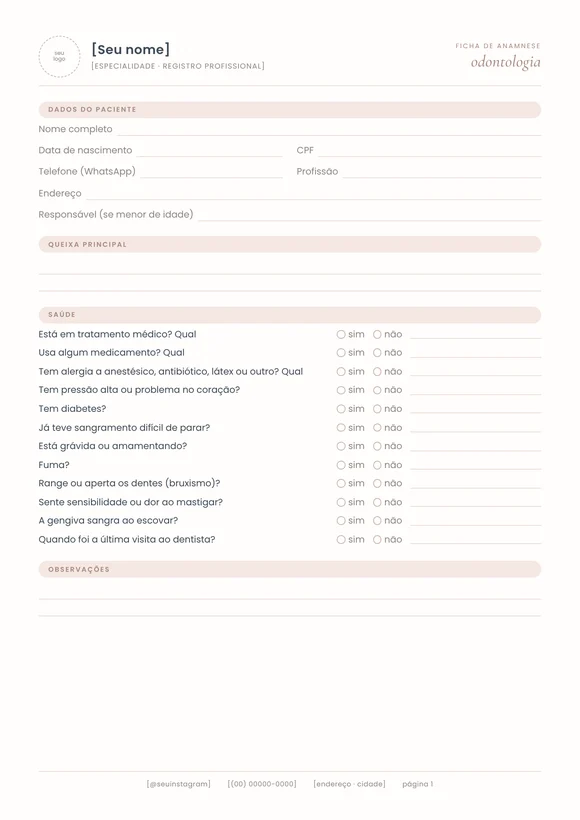 seu
logo
[Seu nome]
[ESPECIALIDADE · REGISTRO PROFISSIONAL]
FICHA DE ANAMNESE
odontologia
DADOS DO PACIENTE
Nome completo
Data de nascimento CPF
Telefone (WhatsApp) Profissão
Endereço
Responsável (se menor de idade)
QUEIXA PRINCIPAL
SAÚDE
Está em tratamento médico? Qual sim não
Usa algum medicamento? Qual sim não
Tem alergia a anestésico, antibiótico, látex ou outro? Qual sim não
Tem pressão alta ou problema no coração? sim não
Tem diabetes? sim não
Já teve sangramento difícil de parar? sim não
Está grávida ou amamentando? sim não
Fuma? sim não
Range ou aperta os dentes (bruxismo)? sim não
Sente sensibilidade ou dor ao mastigar? sim não
A gengiva sangra ao escovar? sim não
Quando foi a última visita ao dentista? sim não
OBSERVAÇÕES
[@seuinstagram] [(00) 00000-0000] [endereço · cidade] página 1